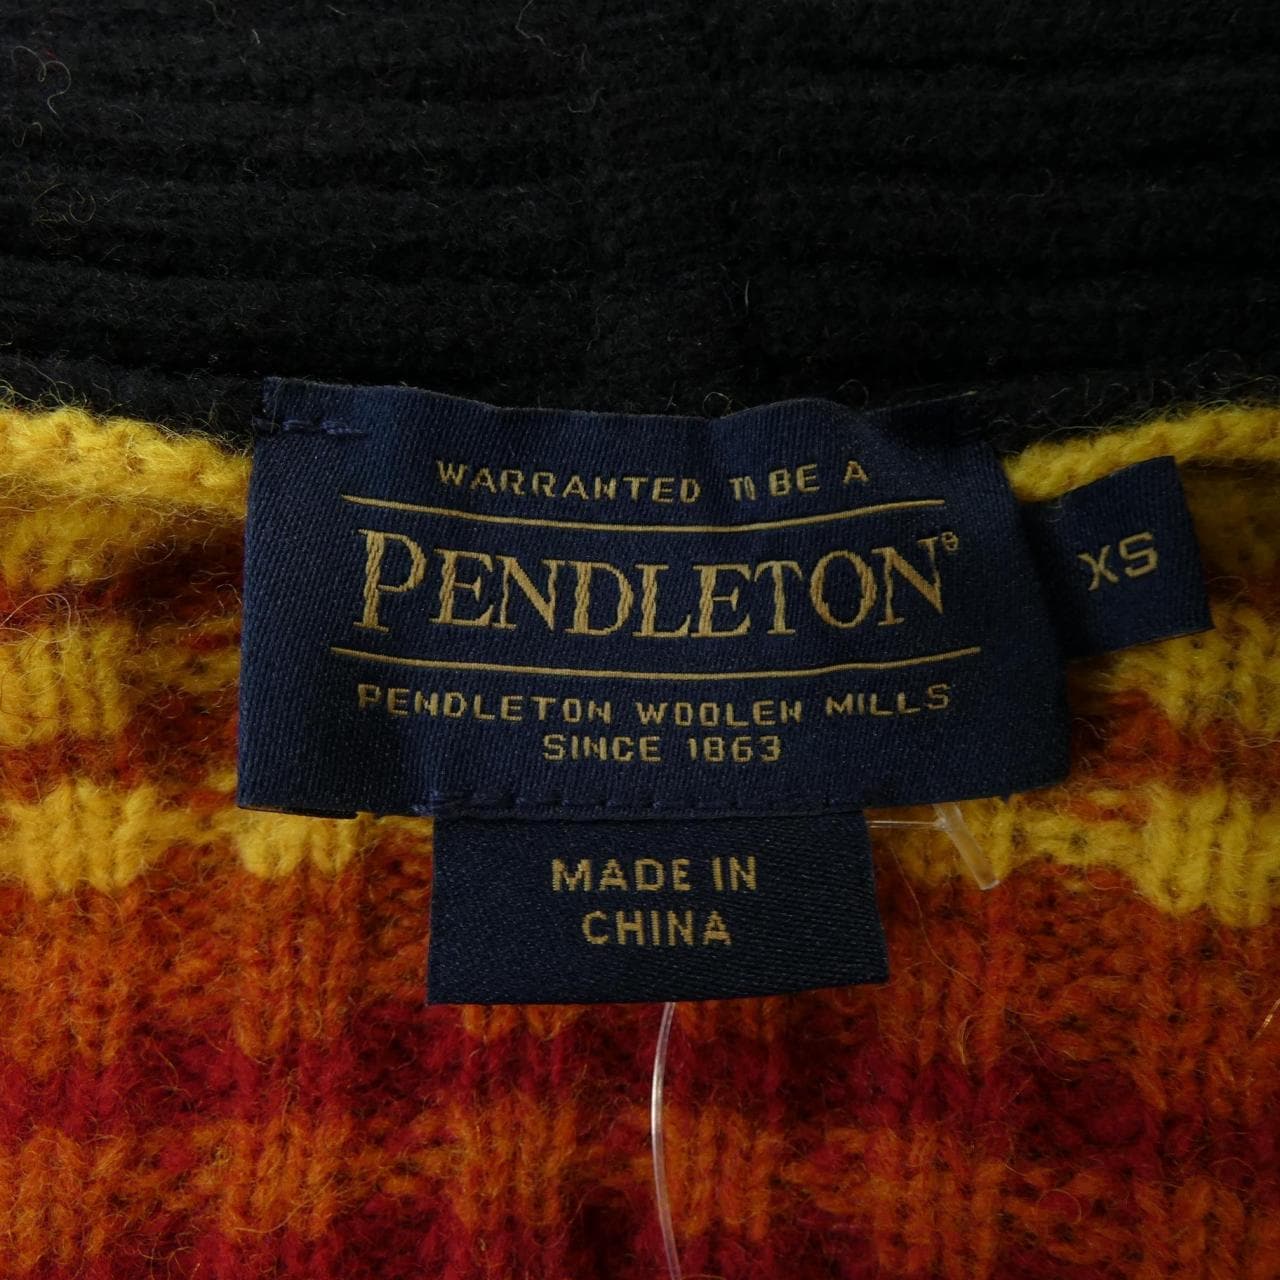 WARRANTED TO BE A
PENDLETON®
XS
PENDLETON WOOLEN MILLS
SINCE 1863
MADE IN
CHINA